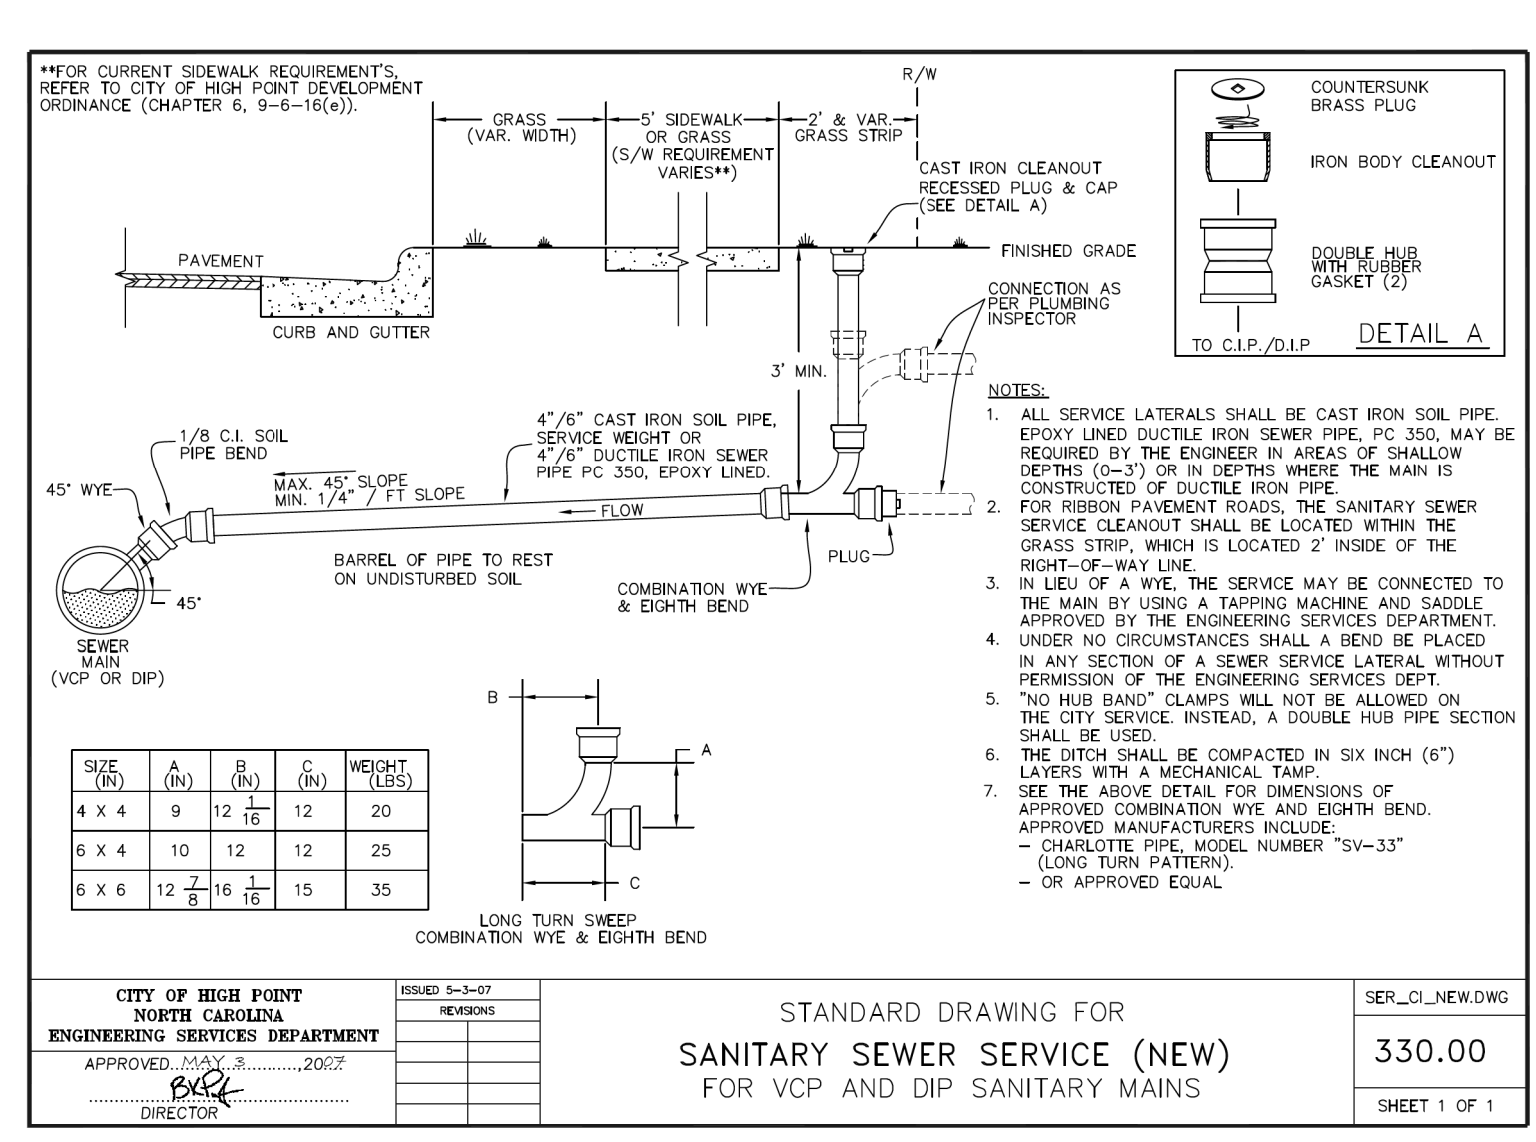 **FOR CURRENT SIDEWALK REQUIREMENT'S,
REFER TO CITY OF HIGH POINT DEVELOPMENT
ORDINANCE (CHAPTER 6, 9-6-16(e)).
R/W
GRASS
(VAR. WIDTH)
5' SIDEWALK
OR GRASS
(S/W REQUIREMENT
VARIES**)
2' & VAR.
GRASS STRIP
CAST IRON CLEANOUT
RECESSED PLUG & CAP
(SEE DETAIL A)
FINISHED GRADE
PAVEMENT
CURB AND GUTTER
CONNECTION AS
PER PLUMBING
INSPECTOR
3' MIN.
COUNTERSUNK
BRASS PLUG
IRON BODY CLEANOUT
DOUBLE HUB
WITH RUBBER
GASKET (2)
TO C.I.P./D.I.P
DETAIL A
1/8 C.I. SOIL
PIPE BEND
45° WYE
MAX. 45° SLOPE
MIN. 1/4" / FT SLOPE
4"/6" CAST IRON SOIL PIPE,
SERVICE WEIGHT OR
4"/6" DUCTILE IRON SEWER
PIPE PC 350, EPOXY LINED.
FLOW
BARREL OF PIPE TO REST
ON UNDISTURBED SOIL
PLUG
COMBINATION WYE
& EIGHTH BEND
45°
SEWER
MAIN
(VCP OR DIP)
NOTES:
1. ALL SERVICE LATERALS SHALL BE CAST IRON SOIL PIPE.
EPOXY LINED DUCTILE IRON SEWER PIPE, PC 350, MAY BE
REQUIRED BY THE ENGINEER IN AREAS OF SHALLOW
DEPTHS (0-3') OR IN DEPTHS WHERE THE MAIN IS
CONSTRUCTED OF DUCTILE IRON PIPE.
2. FOR RIBBON PAVEMENT ROADS, THE SANITARY SEWER
SERVICE CLEANOUT SHALL BE LOCATED WITHIN THE
GRASS STRIP, WHICH IS LOCATED 2' INSIDE OF THE
RIGHT-OF-WAY LINE.
3. IN LIEU OF A WYE, THE SERVICE MAY BE CONNECTED TO
THE MAIN BY USING A TAPPING MACHINE AND SADDLE
APPROVED BY THE ENGINEERING SERVICES DEPARTMENT.
4. UNDER NO CIRCUMSTANCES SHALL A BEND BE PLACED
IN ANY SECTION OF A SEWER SERVICE LATERAL WITHOUT
PERMISSION OF THE ENGINEERING SERVICES DEPT.
5. "NO HUB BAND" CLAMPS WILL NOT BE ALLOWED ON
THE CITY SERVICE. INSTEAD, A DOUBLE HUB PIPE SECTION
SHALL BE USED.
6. THE DITCH SHALL BE COMPACTED IN SIX INCH (6")
LAYERS WITH A MECHANICAL TAMP.
7. SEE THE ABOVE DETAIL FOR DIMENSIONS OF
APPROVED COMBINATION WYE AND EIGHTH BEND.
APPROVED MANUFACTURERS INCLUDE:
- CHARLOTTE PIPE, MODEL NUMBER "SV-33"
(LONG TURN PATTERN).
- OR APPROVED EQUAL
SIZE (IN) A (IN) B (IN) C (IN) WEIGHT (LBS)
4 X 4 9 12 1/16 12 20
6 X 4 10 12 12 25
6 X 6 12 7/8 16 1/16 15 35
B
A
C
LONG TURN SWEEP
COMBINATION WYE & EIGHTH BEND
CITY OF HIGH POINT
NORTH CAROLINA
ENGINEERING SERVICES DEPARTMENT
APPROVED..MAY 3..........,2007
DIRECTOR
ISSUED 5-3-07
REVISIONS
STANDARD DRAWING FOR
SANITARY SEWER SERVICE (NEW)
FOR VCP AND DIP SANITARY MAINS
SER_CI_NEW.DWG
330.00
SHEET 1 OF 1